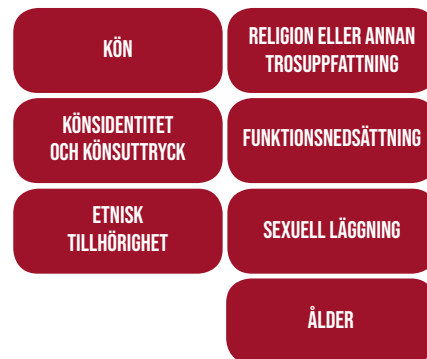 KÖN
RELIGION ELLER ANNAN
TROSUPPFATTNING
KÖNSIDENTITET
OCH KÖNSUTTRYCK
FUNKTIONSNEDSÄTTNING
ETNISK
TILLHÖRIGHET
SEXUELL LÄGGNING
ÅLDER